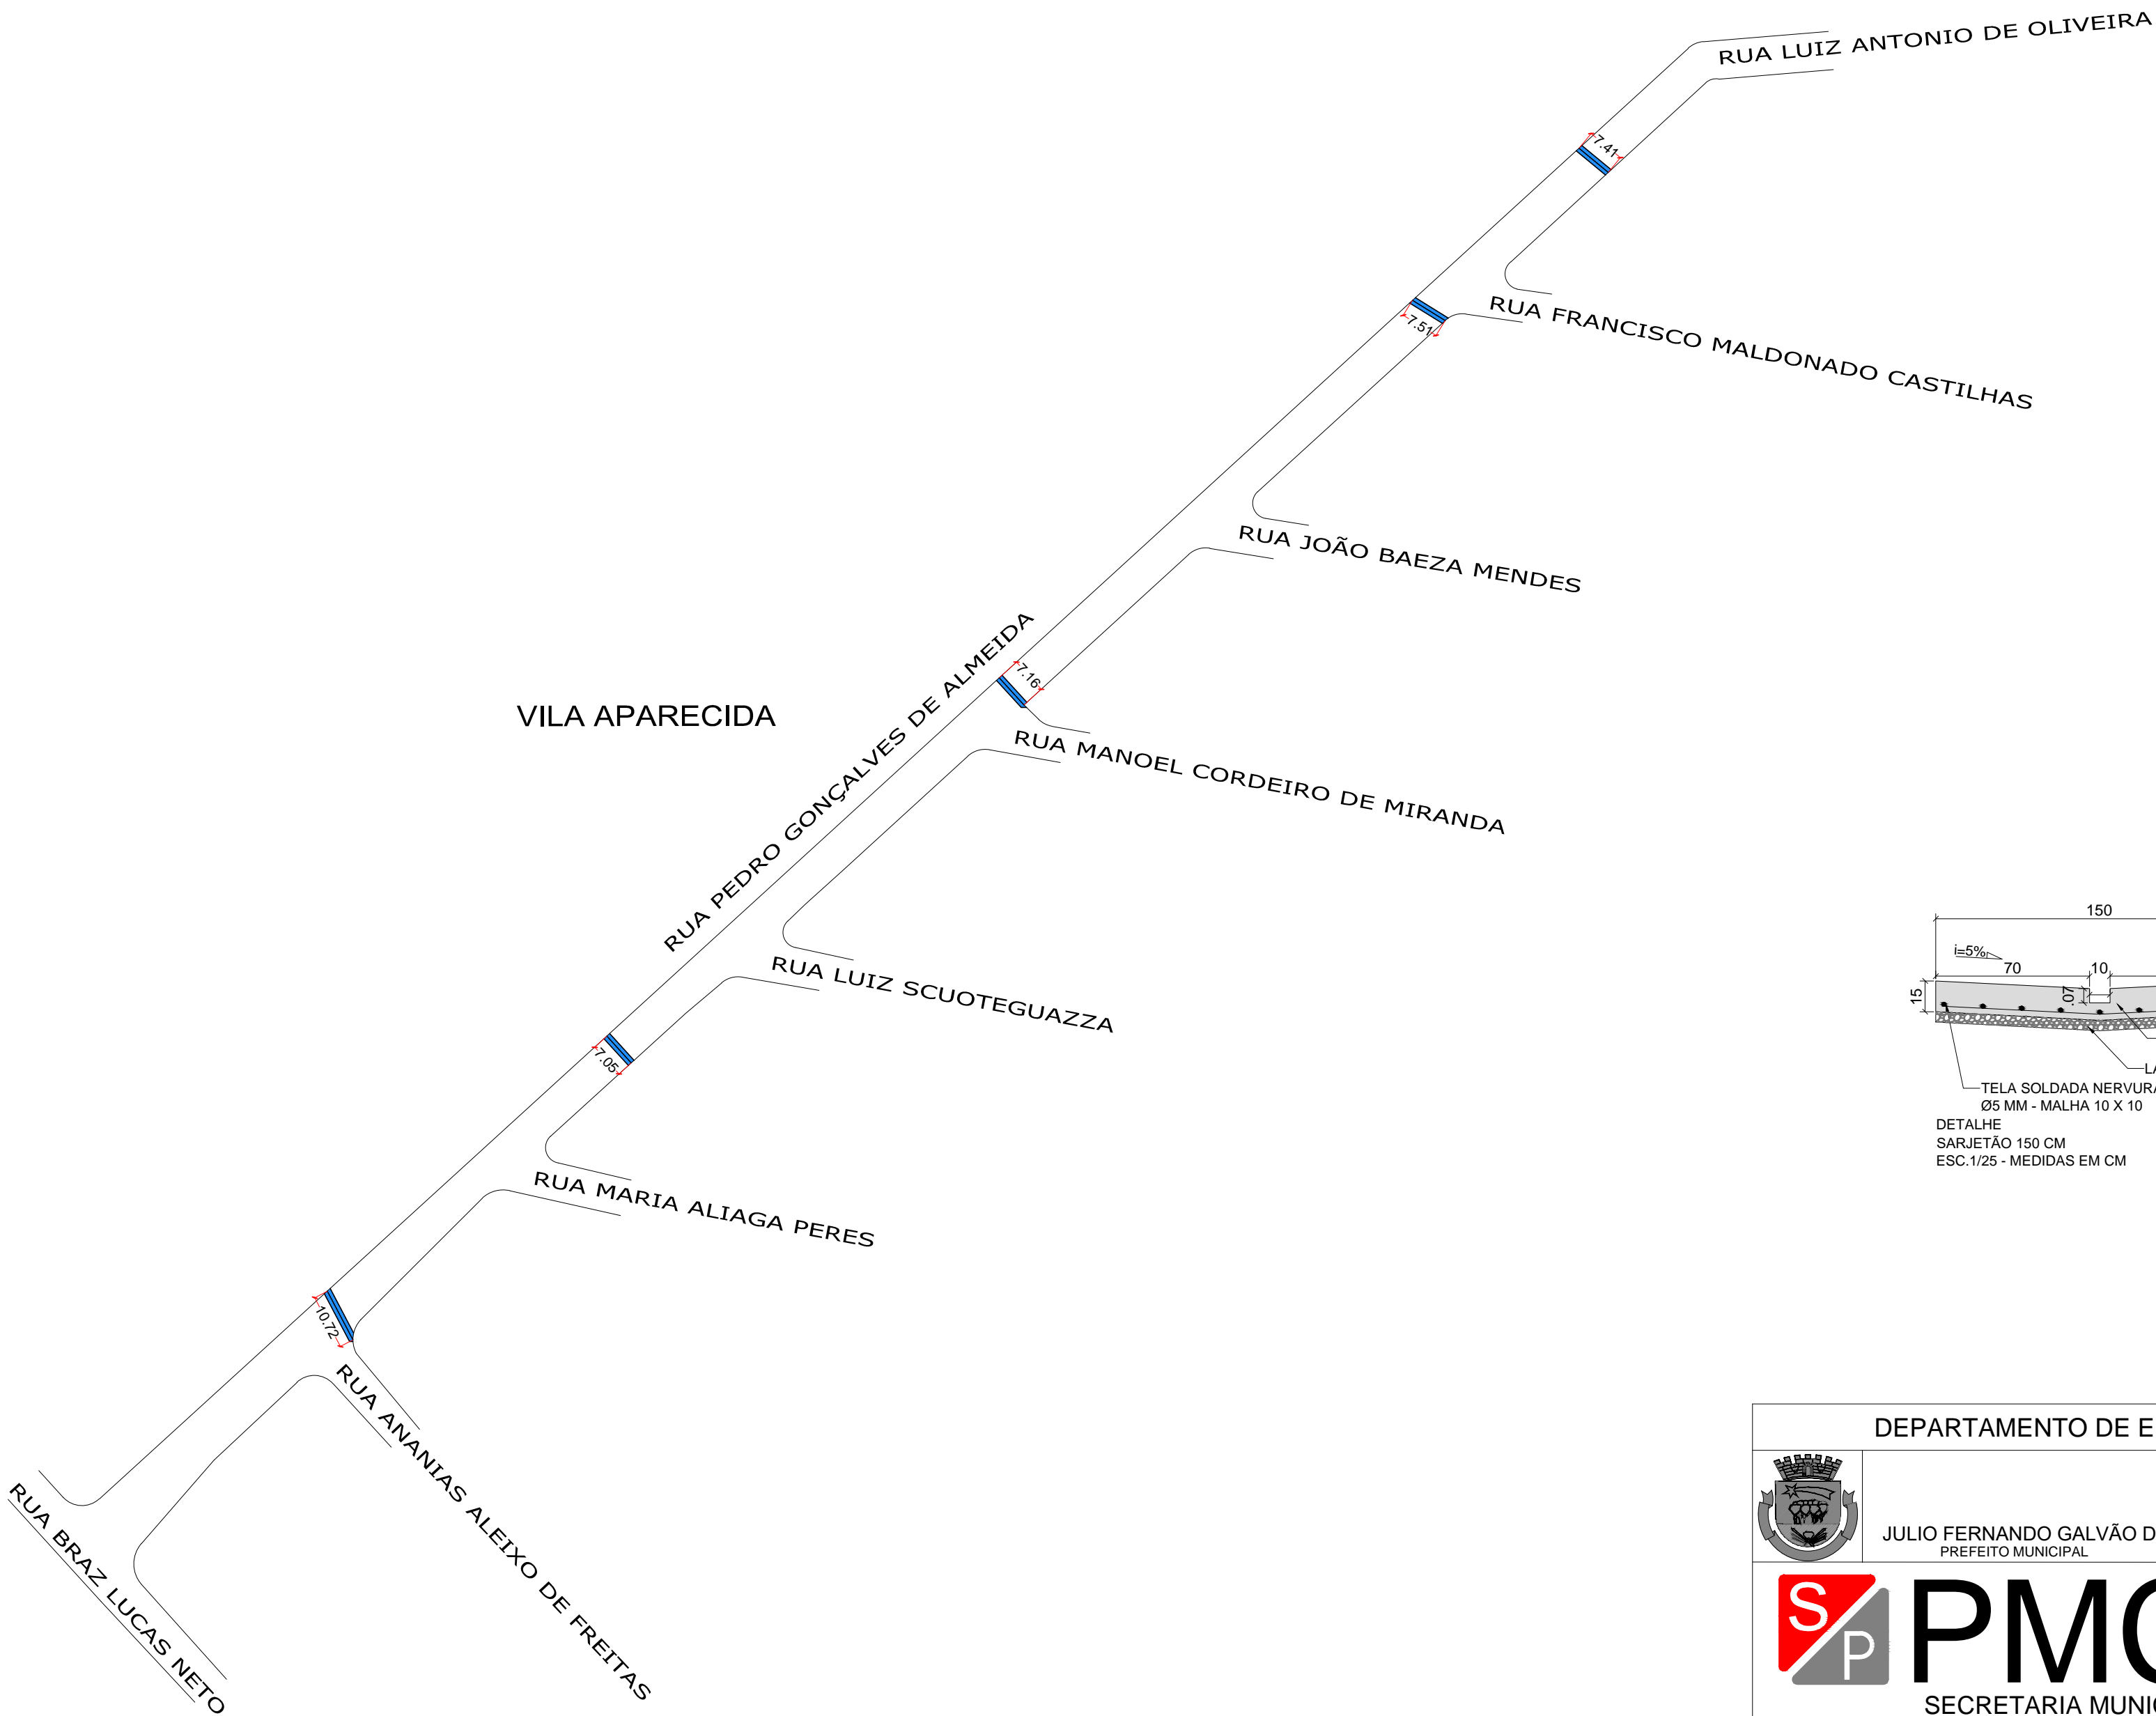 RUA LUIZ ANTONIO DE OLIVEIRA
7.41
RUA FRANCISCO MALDONADO CASTILHAS
7.51
RUA JOÃO BAEZA MENDES
RUA PEDRO GONÇALVES DE ALMEIDA
7.16
VILA APARECIDA
RUA MANOEL CORDEIRO DE MIRANDA
RUA LUIZ SCUOTEGUAZZA
7.05
RUA MARIA ALIAGA PERES
10.72
RUA ANANIAS ALEIXO DE FREITAS
RUA BRAZ LUCAS NETO
150
i=5%
70
10
15
.07
TELA SOLDADA
Ø5 MM - MALHA 10 X 10
DETALHE
SARJETÃO 150 CM
ESC.1/25 - MEDIDAS EM CM
DEPARTAMENTO DE
JULIO FERNANDO GALVÃO
PREFEITO MUNICIPAL
S
P
PM
SECRETARIA